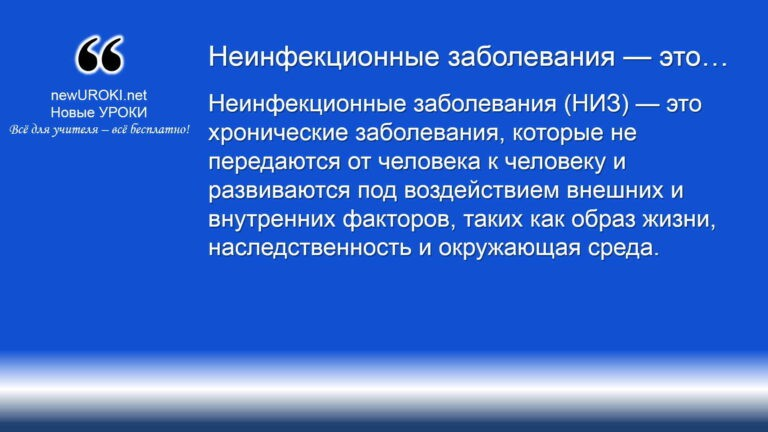 “
newUROKI.net
Новые УРОКИ
Всё для учителя – всё бесплатно!
Неинфекционные заболевания — это…
Неинфекционные заболевания (НИЗ) — это
хронические заболевания, которые не
передаются от человека к человеку и
развиваются под воздействием внешних и
внутренних факторов, таких как образ жизни,
наследственность и окружающая среда.